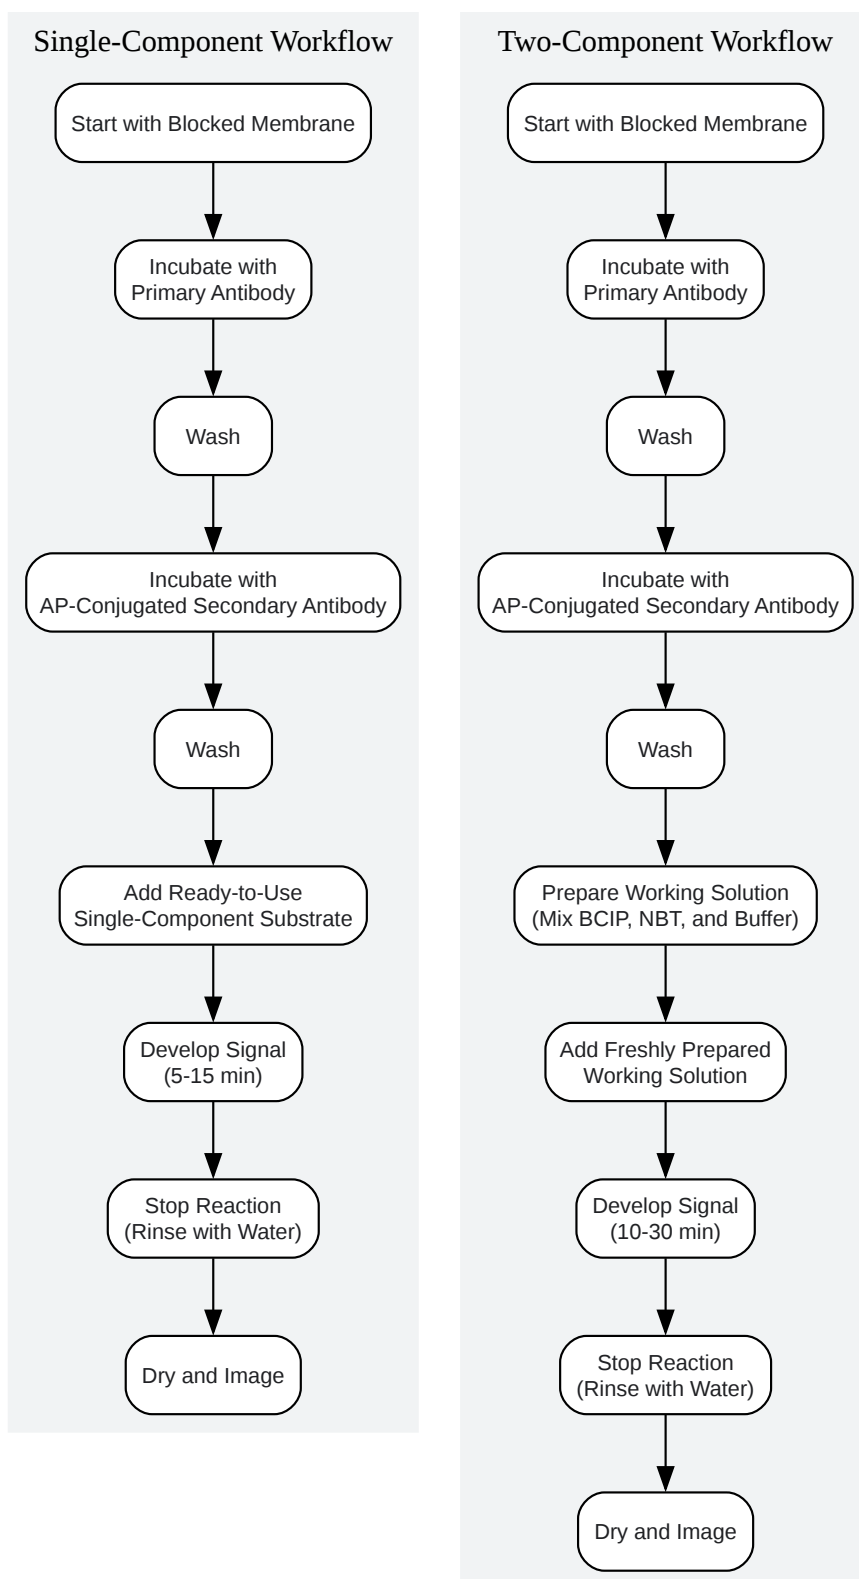 Single-Component Workflow
Start with Blocked Membrane
Incubate with
Primary Antibody
Wash
Incubate with
AP-Conjugated Secondary Antibody
Wash
Add Ready-to-Use
Single-Component Substrate
Develop Signal
(5-15 min)
Stop Reaction
(Rinse with Water)
Dry and Image
Two-Component Workflow
Start with Blocked Membrane
Incubate with
Primary Antibody
Wash
Incubate with
AP-Conjugated Secondary Antibody
Wash
Prepare Working Solution
(Mix BCIP, NBT, and Buffer)
Add Freshly Prepared
Working Solution
Develop Signal
(10-30 min)
Stop Reaction
(Rinse with Water)
Dry and Image